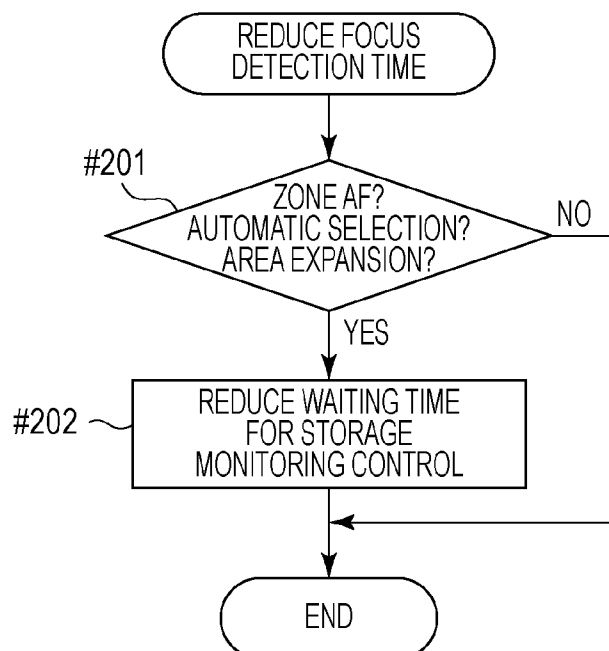 REDUCE FOCUS
DETECTION TIME
#201
ZONE AF?
AUTOMATIC SELECTION?
AREA EXPANSION?
NO
YES
#202
REDUCE WAITING TIME
FOR STORAGE
MONITORING CONTROL
END